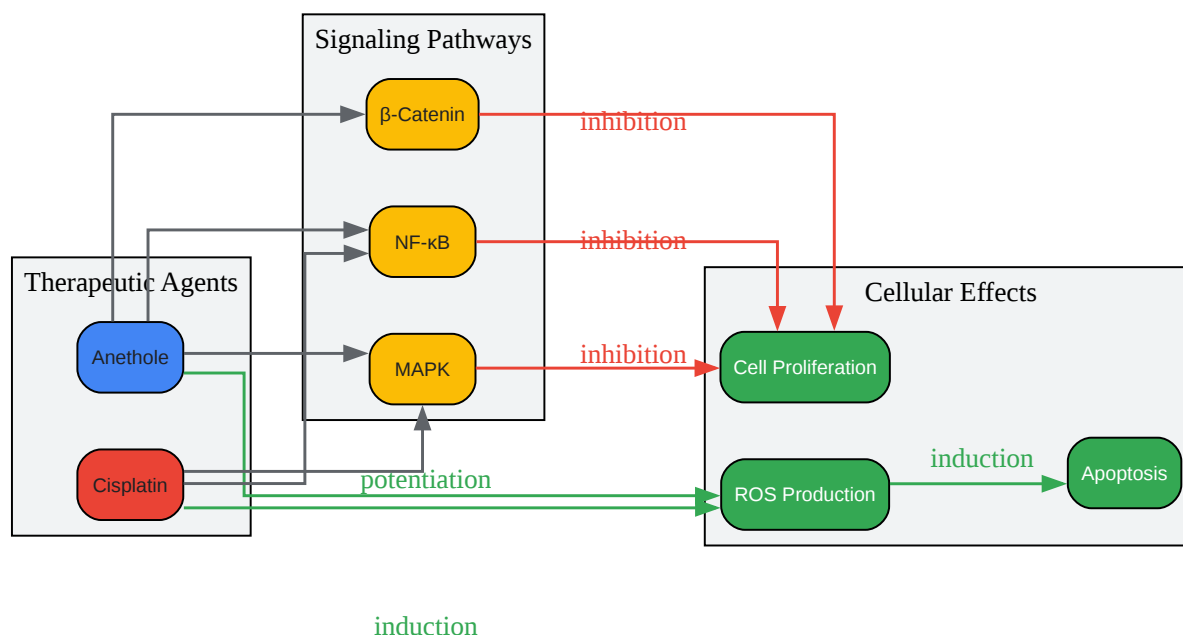 Signaling Pathways
β-Catenin
inhibition
NF-κB
inhibition
Therapeutic Agents
Cellular Effects
Anethole
MAPK
inhibition
Cell Proliferation
Cisplatin
potentiation
ROS Production
induction
Apoptosis
induction